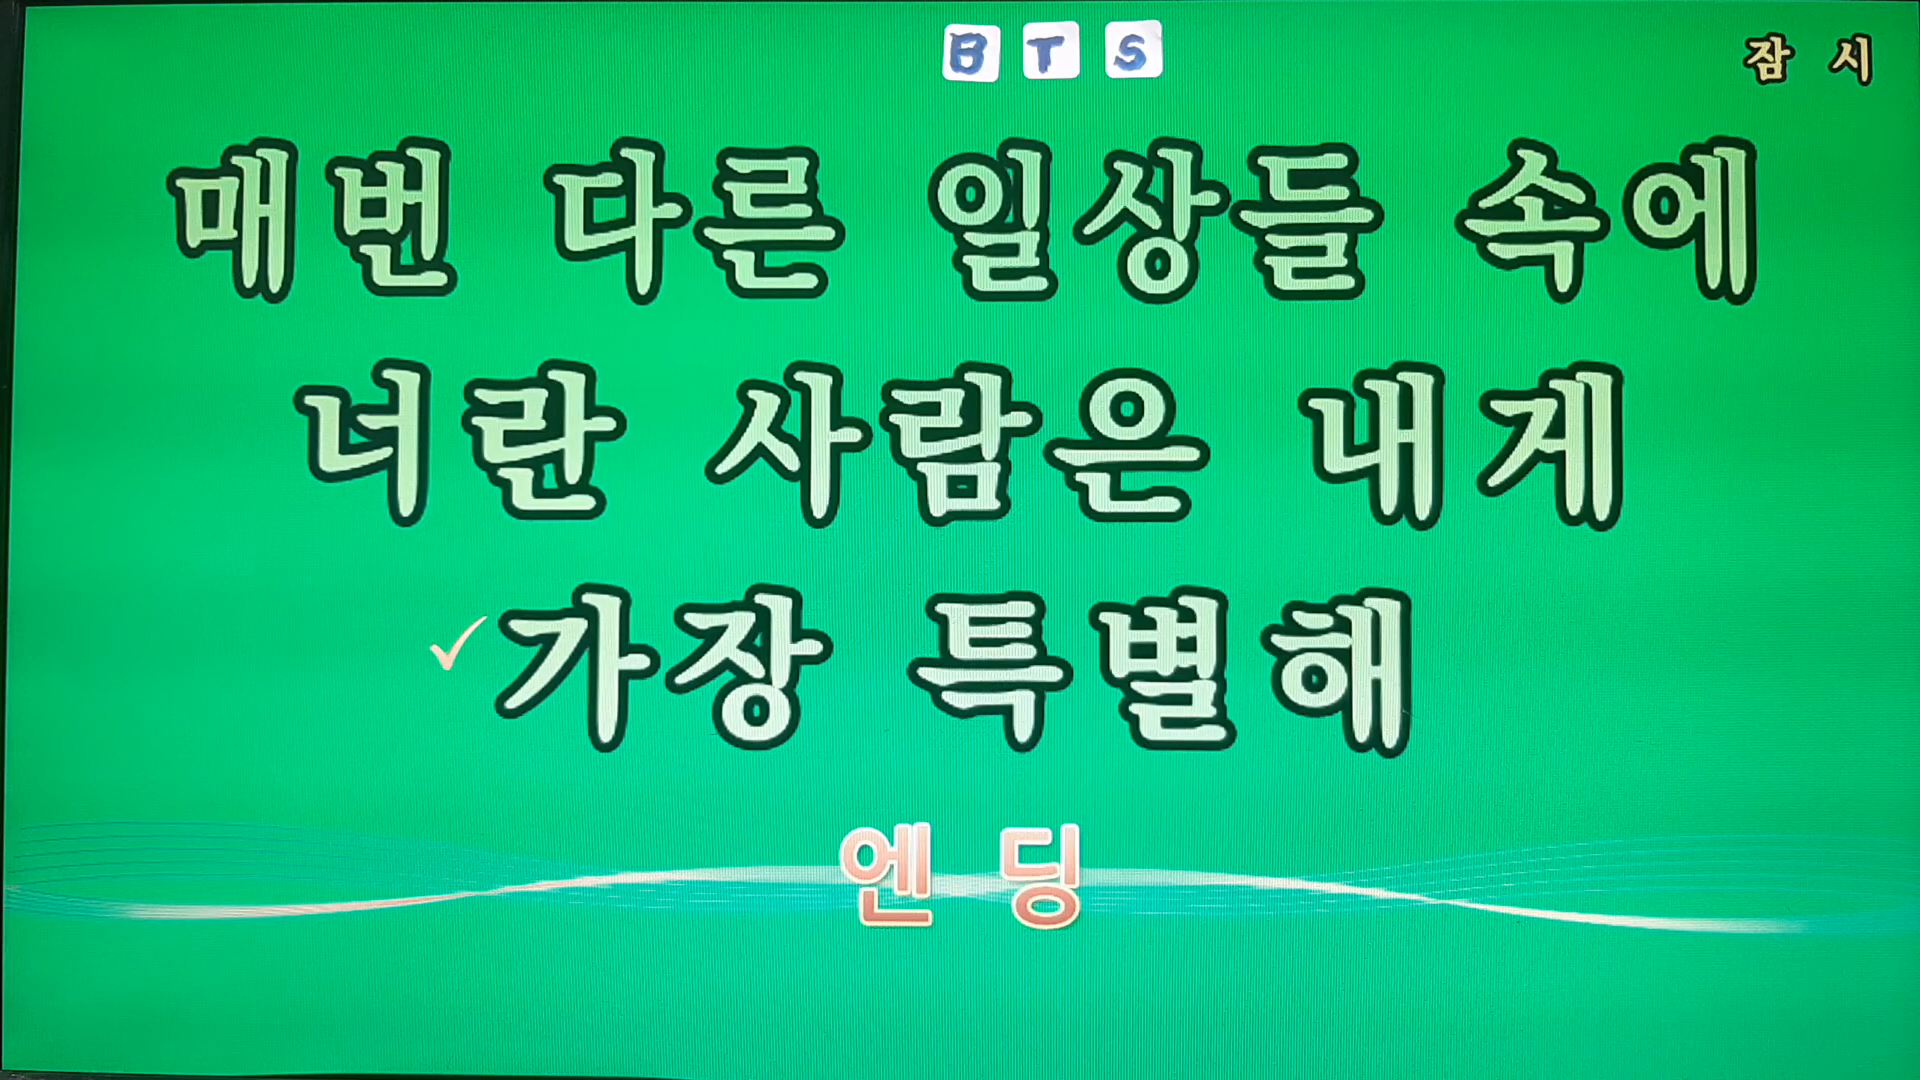 BTS
잠시
매번 다른 일상들 속에
너란 사람은 내게
가장 특별해
엔딩